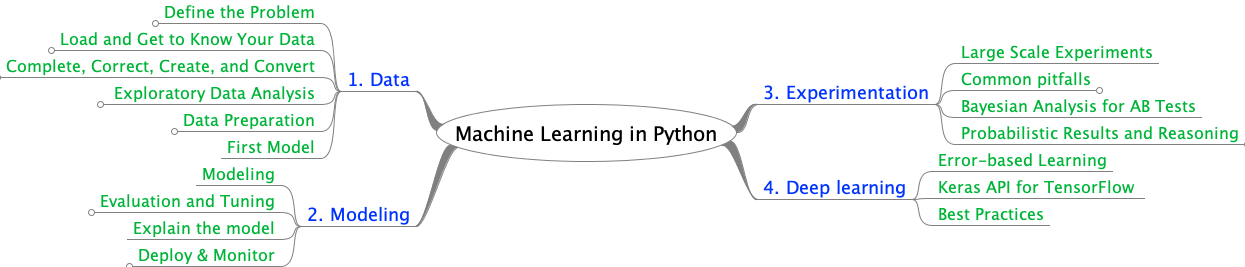 Machine Learning in Python
1. Data
Define the Problem
Load and Get to Know Your Data
Complete, Correct, Create, and Convert
Exploratory Data Analysis
Data Preparation
First Model
2. Modeling
Modeling
Evaluation and Tuning
Explain the model
Deploy & Monitor
3. Experimentation
Large Scale Experiments
Common pitfalls
Bayesian Analysis for AB Tests
Probabilistic Results and Reasoning
4. Deep learning
Error-based Learning
Keras API for TensorFlow
Best Practices